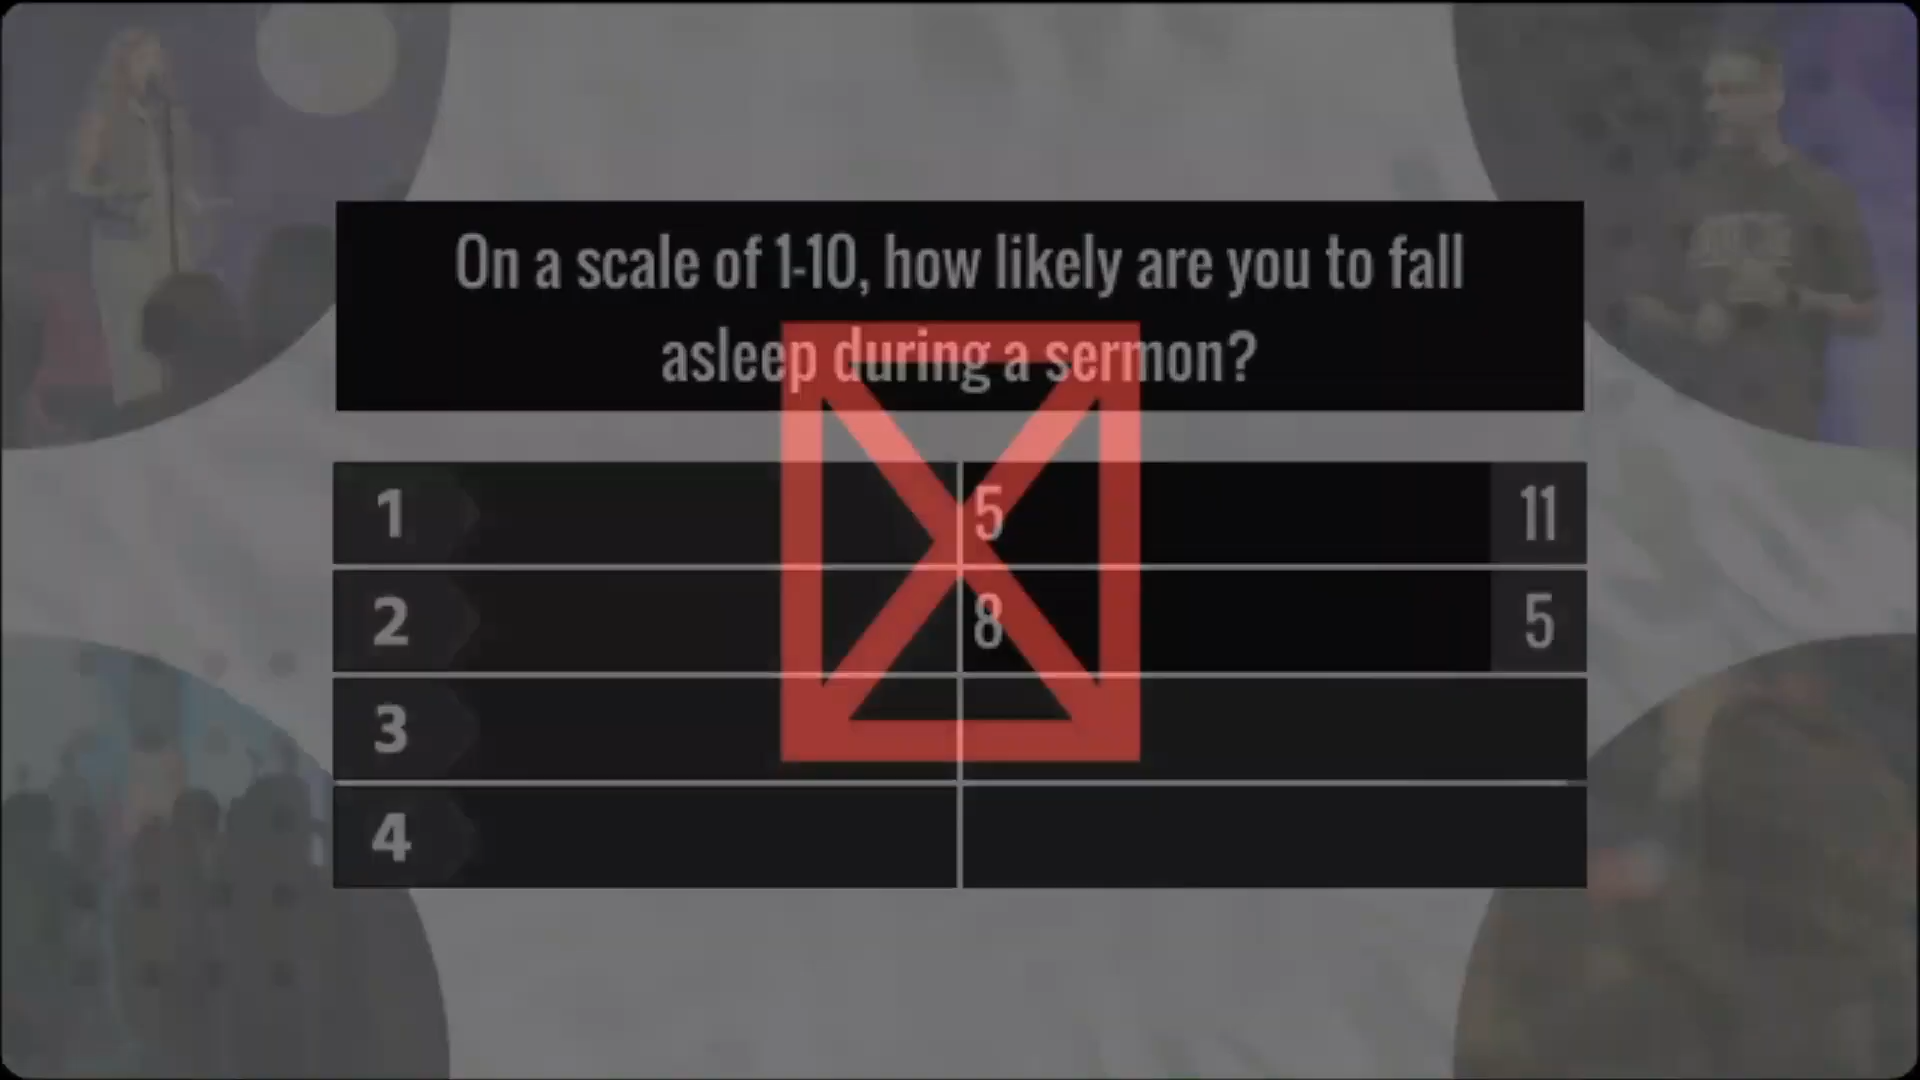 On a scale of 1-10, how likely are you to fall
asleep during a sermon?
1 5 11
2 8 5
3
4